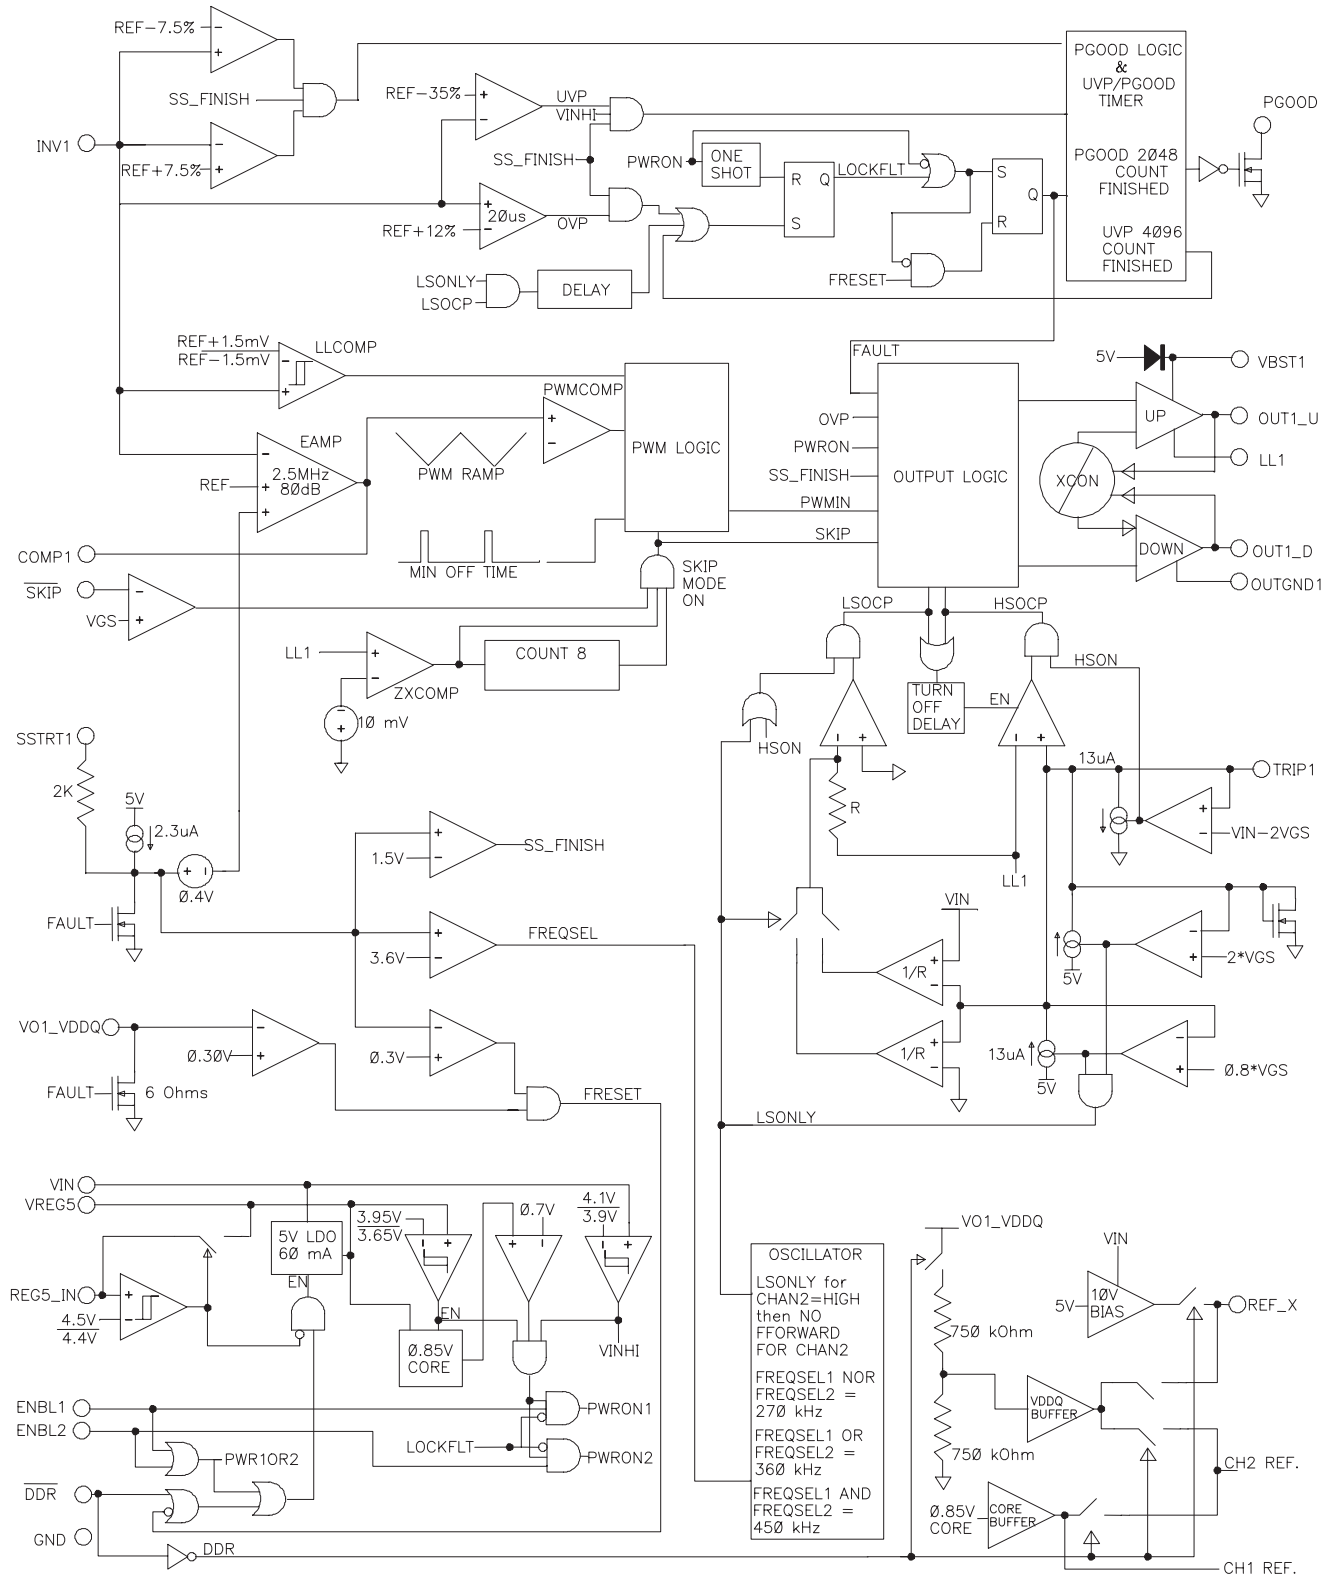 REF−7.5%
SS_FINISH
INV1
REF+7.5%
REF−35%
UVP
VINHI
SS_FINISH
20us
OVP
REF+12%
PWRON
ONE
SHOT
R Q
S
LOCKFLT
S
Q
R
FRESET
LSONLY
LSOCP
DELAY
PGOOD LOGIC
&
UVP/PGOOD
TIMER
PGOOD 2048
COUNT
FINISHED
UVP 4096
COUNT
FINISHED
PGOOD
REF+1.5mV
REF−1.5mV
LLCOMP
EAMP
2.5MHz
80dB
REF
COMP1
SKIP
VGS
PWMCOMP
PWM RAMP
MIN OFF TIME
PWM LOGIC
SKIP
MODE
ON
LL1
ZXCOMP
COUNT 8
10 mV
FAULT
OVP
PWRON
SS_FINISH
PWMIN
SKIP
OUTPUT LOGIC
5V
VBST1
UP
OUT1_U
LL1
XCON
DOWN
OUT1_D
OUTGND1
LSOCP
HSOCP
HSON
TURN
OFF
DELAY
EN
HSON
R
LL1
13uA
TRIP1
VIN−2VGS
2*VGS
5V
13uA
5V
0.8*VGS
VIN
1/R
1/R
LSONLY
SSTRT1
2K
5V
2.3uA
0.4V
FAULT
1.5V
SS_FINISH
3.6V
FREQSEL
0.3V
VO1_VDDQ
0.30V
FAULT
6 Ohms
FRESET
VIN
VREG5
5V LDO
60 mA
EN
REG5_IN
4.5V
4.4V
3.95V
3.65V
EN
0.85V
CORE
0.7V
4.1V
3.9V
VINHI
ENBL1
ENBL2
PWR1OR2
LOCKFLT
PWRON1
PWRON2
DDR
GND
DDR
OSCILLATOR
LSONLY for
CHAN2=HIGH
then NO
FFORWARD
FOR CHAN2
FREQSEL1 NOR
FREQSEL2 =
270 kHz
FREQSEL1 OR
FREQSEL2 =
360 kHz
FREQSEL1 AND
FREQSEL2 =
450 kHz
VO1_VDDQ
750 kOhm
750 kOhm
VIN
5V
10V
BIAS
REF_X
VDDQ
BUFFER
CH2 REF.
0.85V
CORE
CORE
BUFFER
CH1 REF.